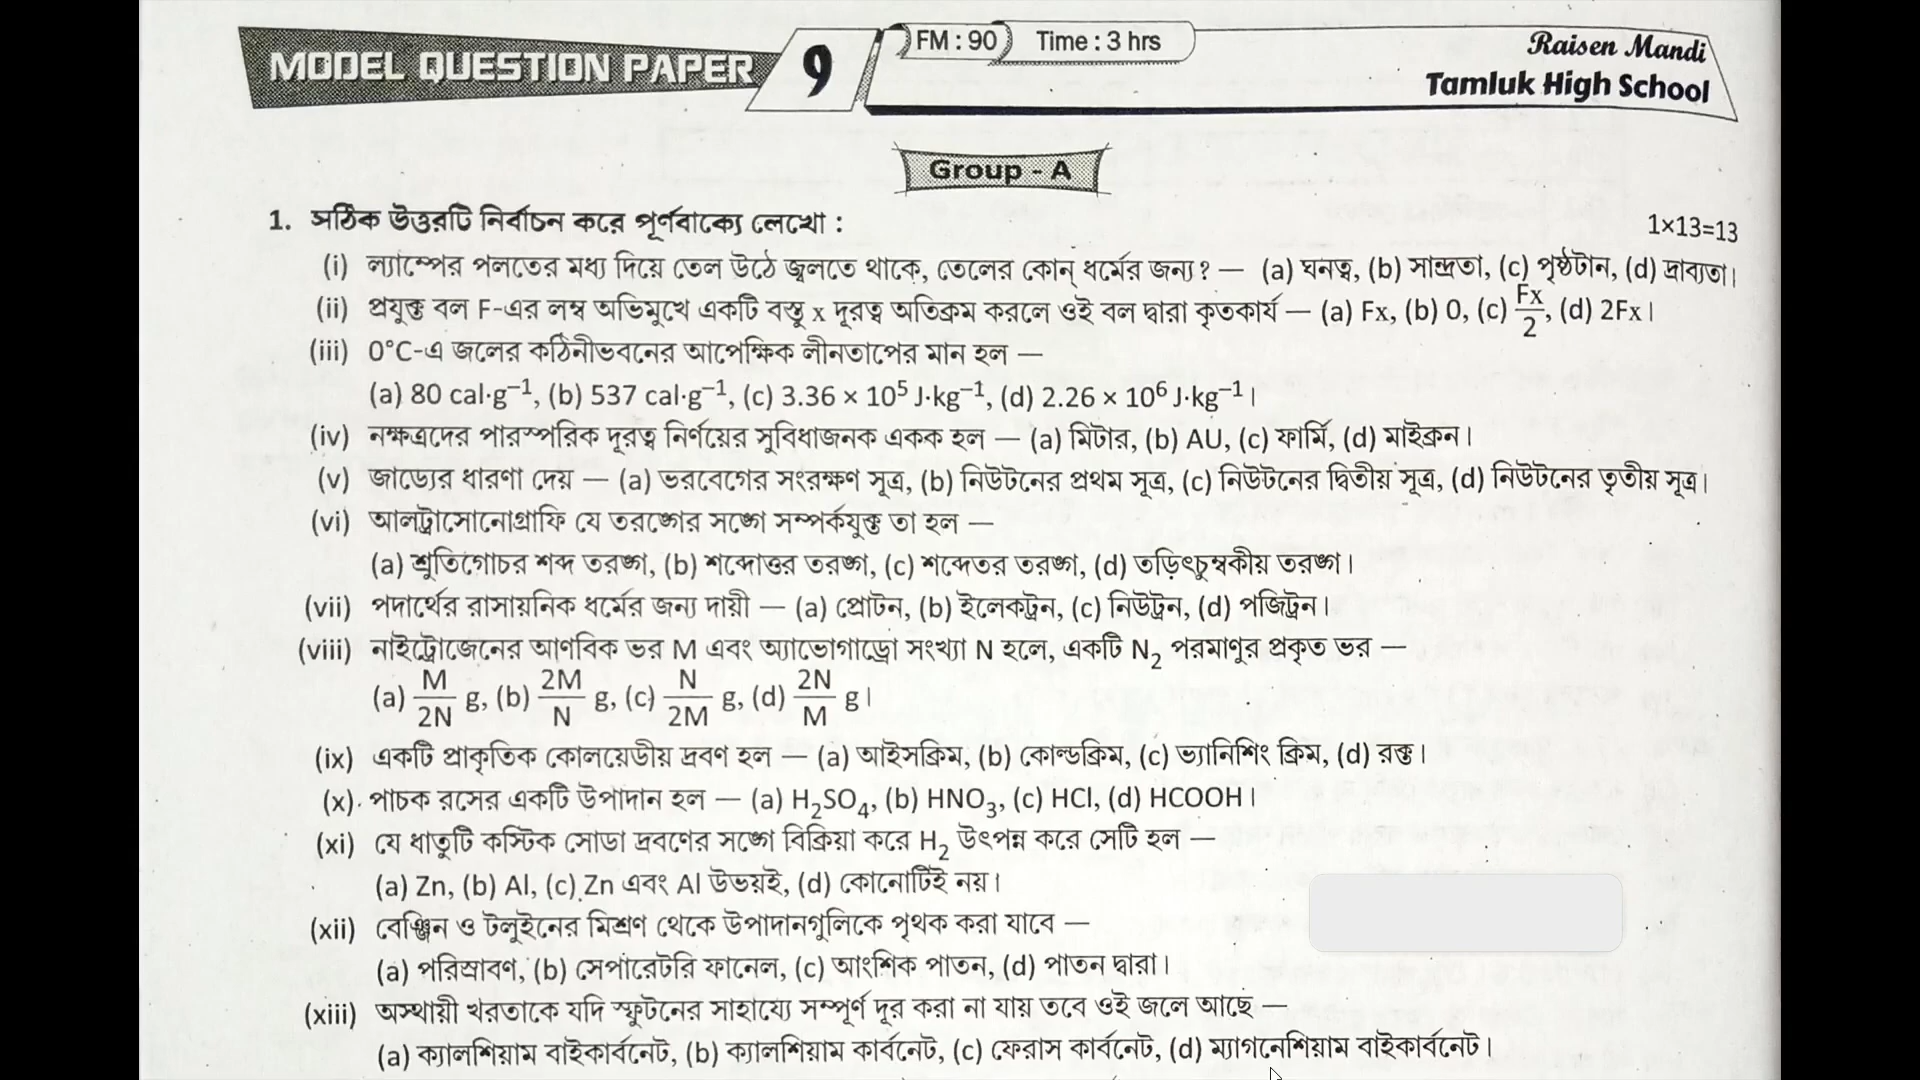 MODEL QUESTION PAPER 9 FM : 90 Time : 3 hrs Raisen Mandi
Tamluk High School
Group - A
1. সঠিক উত্তরটি নির্বাচন করে পূর্ণবাক্যে লেখো : 1×13=13
(i) ল্যাম্পের পলতের মধ্য দিয়ে তেল উঠে জ্বলতে থাকে, তেলের কোন্ ধর্মের জন্য? — (a) ঘনত্ব, (b) সান্দ্রতা, (c) পৃষ্ঠটান, (d) দ্রাব্যতা।
(ii) প্রযুক্ত বল F-এর লম্ব অভিমুখে একটি বস্তু x দূরত্ব অতিক্রম করলে ওই বল দ্বারা কৃতকার্য — (a) Fx, (b) 0, (c) Fx/2, (d) 2Fx।
(iii) 0°C-এ জলের কঠিনীভবনের আপেক্ষিক লীনতাপের মান হল —
(a) 80 cal·g⁻¹, (b) 537 cal·g⁻¹, (c) 3.36 × 10⁵ J·kg⁻¹, (d) 2.26 × 10⁶ J·kg⁻¹।
(iv) নক্ষত্রদের পারস্পরিক দূরত্ব নির্ণয়ের সুবিধাজনক একক হল — (a) মিটার, (b) AU, (c) ফার্মি, (d) মাইক্রন।
(v) জাড্যের ধারণা দেয় — (a) ভরবেগের সংরক্ষণ সূত্র, (b) নিউটনের প্রথম সূত্র, (c) নিউটনের দ্বিতীয় সূত্র, (d) নিউটনের তৃতীয় সূত্র।
(vi) আলট্রাসোনোগ্রাফি যে তরঙ্গের সঙ্গে সম্পর্কযুক্ত তা হল —
(a) শ্রুতিগোচর শব্দ তরঙ্গ, (b) শব্দোত্তর তরঙ্গ, (c) শব্দেতর তরঙ্গ, (d) তড়িৎচুম্বকীয় তরঙ্গ।
(vii) পদার্থের রাসায়নিক ধর্মের জন্য দায়ী — (a) প্রোটন, (b) ইলেকট্রন, (c) নিউট্রন, (d) পজিট্রন।
(viii) নাইট্রোজেনের আণবিক ভর M এবং অ্যাভোগাড্রো সংখ্যা N হলে, একটি N₂ পরমাণুর প্রকৃত ভর —
(a) M/2N g, (b) 2M/N g, (c) N/2M g, (d) 2N/M g।
(ix) একটি প্রাকৃতিক কোলয়েডীয় দ্রবণ হল — (a) আইসক্রিম, (b) কোল্ডক্রিম, (c) ভ্যানিশিং ক্রিম, (d) রক্ত।
(x) পাচক রসের একটি উপাদান হল — (a) H₂SO₄, (b) HNO₃, (c) HCl, (d) HCOOH।
(xi) যে ধাতুটি কস্টিক সোডা দ্রবণের সঙ্গে বিক্রিয়া করে H₂ উৎপন্ন করে সেটি হল —
(a) Zn, (b) Al, (c) Zn এবং Al উভয়ই, (d) কোনোটিই নয়।
(xii) বেঞ্জিন ও টলুইনের মিশ্রণ থেকে উপাদানগুলিকে পৃথক করা যাবে —
(a) পরিস্রাবণ, (b) সেপারেটরি ফানেল, (c) আংশিক পাতন, (d) পাতন দ্বারা।
(xiii) অস্থায়ী খরতাকে যদি স্ফুটনের সাহায্যে সম্পূর্ণ দূর করা না যায় তবে ওই জলে আছে —
(a) ক্যালশিয়াম বাইকার্বনেট, (b) ক্যালশিয়াম কার্বনেট, (c) ফেরাস কার্বনেট, (d) ম্যাগনেশিয়াম বাইকার্বনেট।